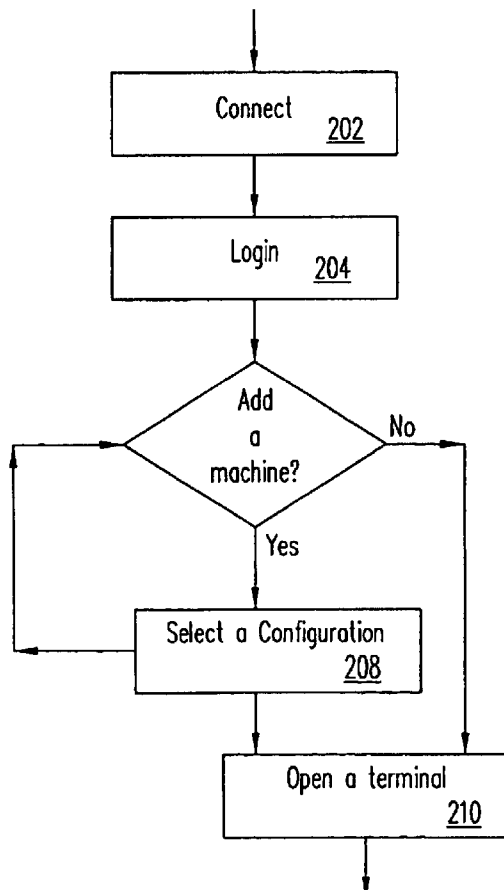 Connect
202
Login
204
Add
a
machine?
No
Yes
Select a Configuration
208
Open a terminal
210